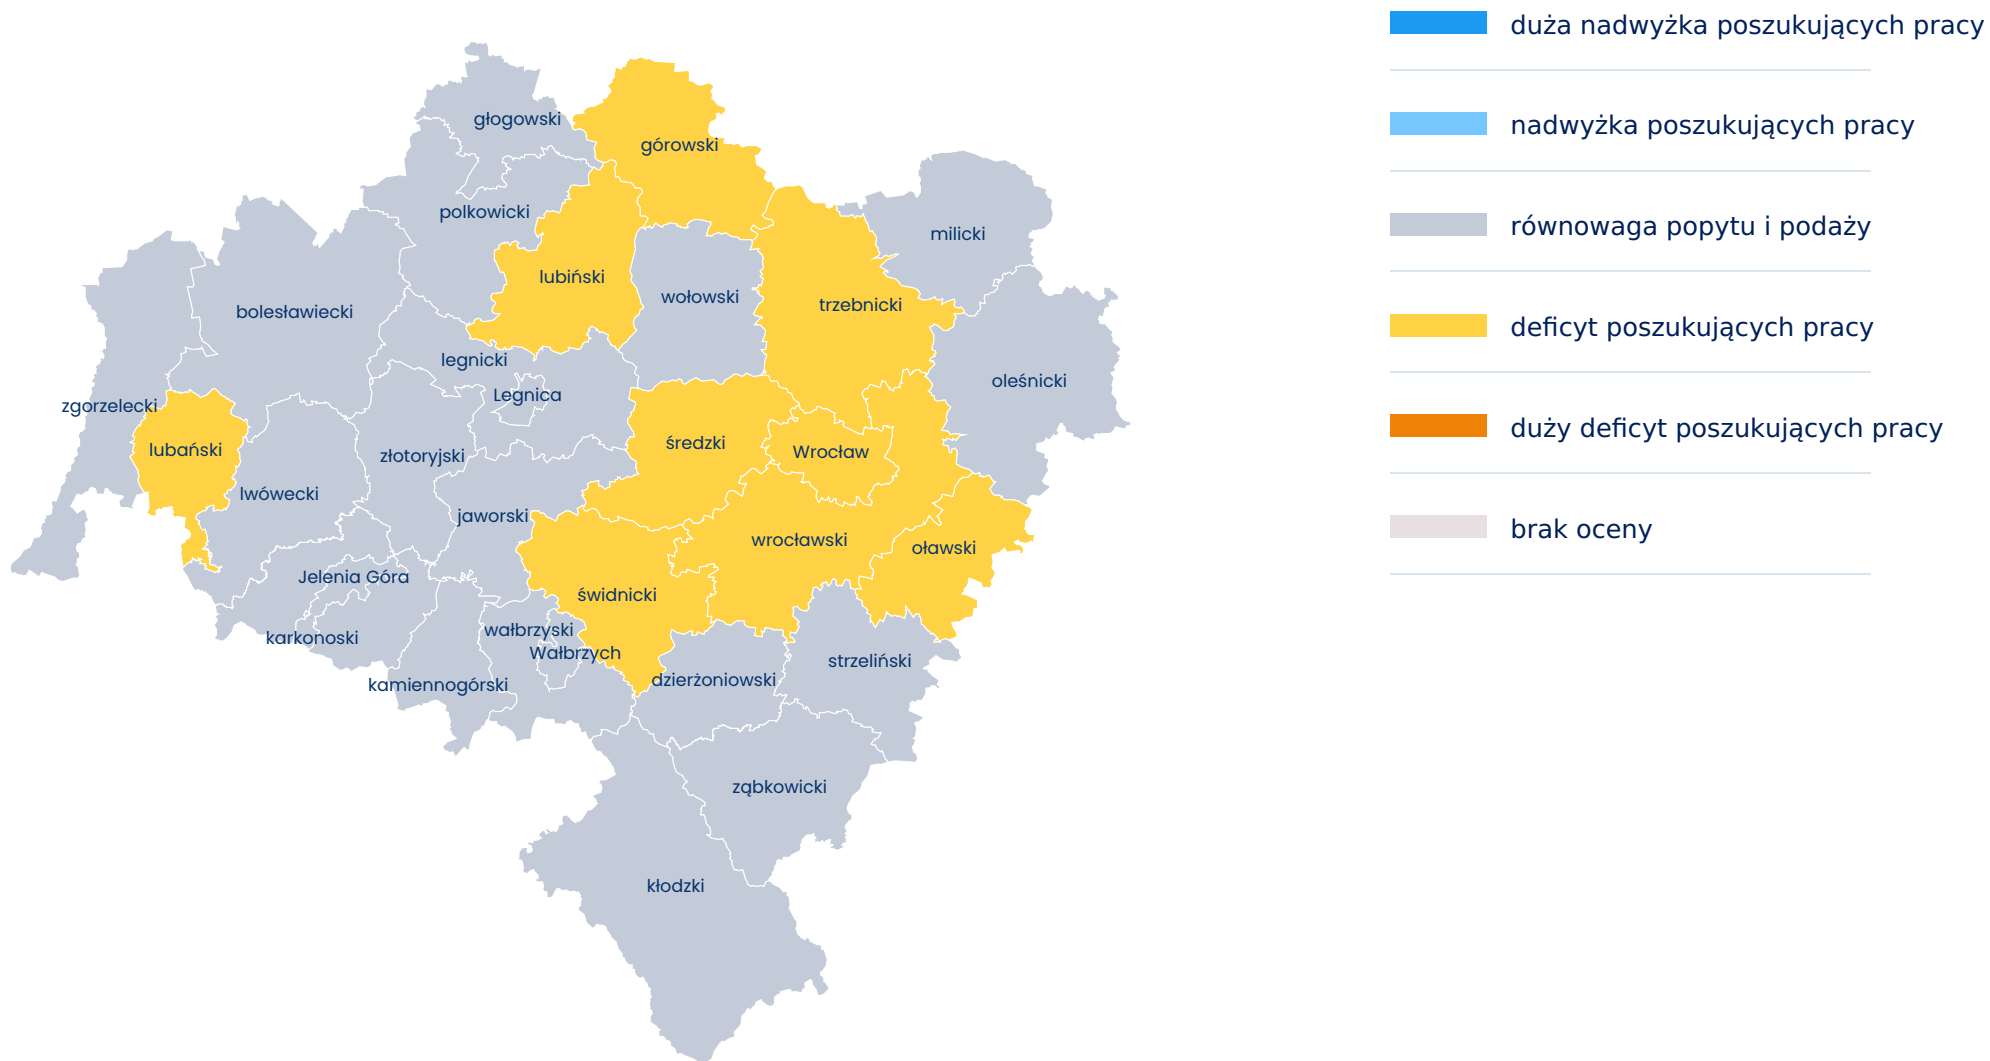 głogowski
górowski
polkowicki
milicki
lubiński
wołowski
trzebnicki
bolesławiecki
legnicki
oleśnicki
Legnica
zgorzelecki
lubański
średzki
Wrocław
złotoryjski
lwówecki
jaworski
wrocławski
oławski
Jelenia Góra
świdnicki
wałbrzyski
karkonoski
Wałbrzych
strzeliński
kamiennogórski
dzierżoniowski
ząbkowicki
kłodzki
duża nadwyżka poszukujących pracy
nadwyżka poszukujących pracy
równowaga popytu i podaży
deficyt poszukujących pracy
duży deficyt poszukujących pracy
brak oceny